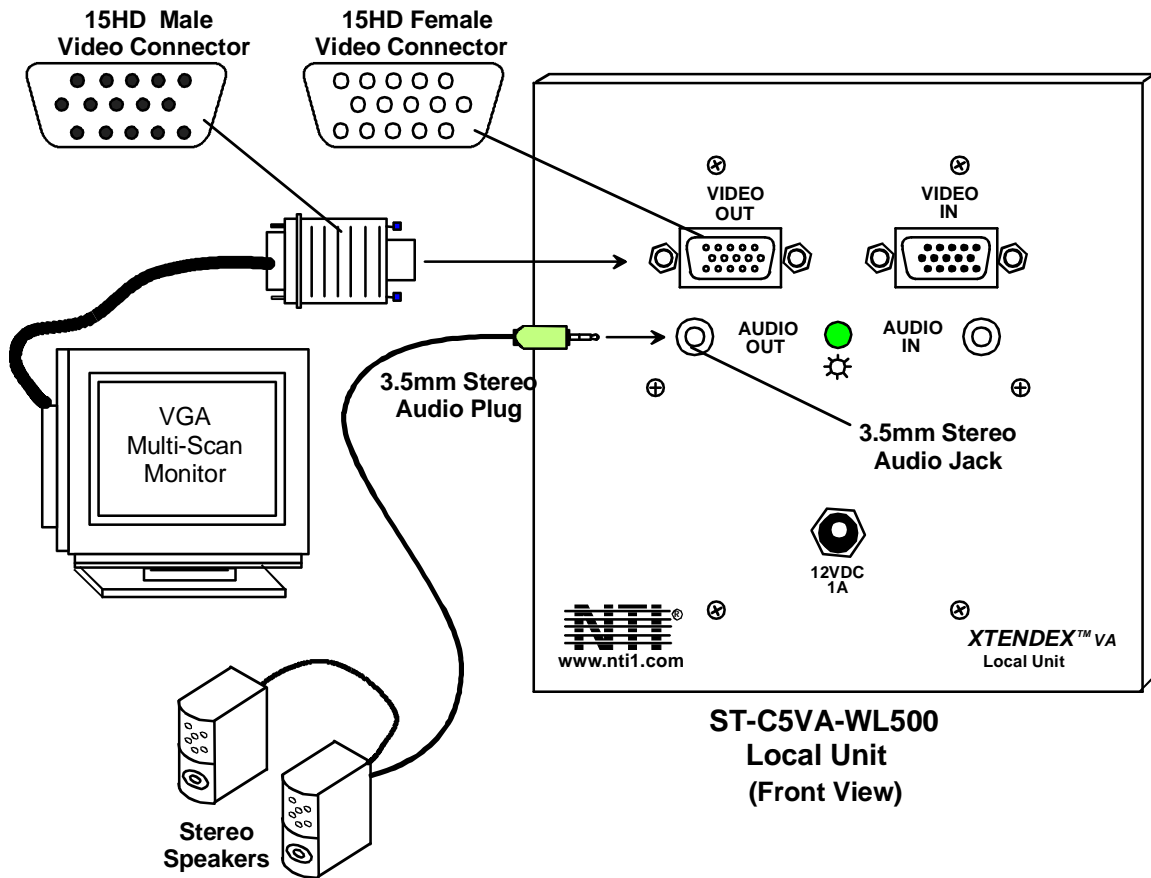 15HD Male
Video Connector
15HD Female
Video Connector
VIDEO
OUT
VIDEO
IN
AUDIO
OUT
AUDIO
IN
3.5mm Stereo
Audio Plug
VGA
Multi-Scan
Monitor
3.5mm Stereo
Audio Jack
12VDC
1A
NTI®
www.nti1.com
XTENDEX™ VA
Local Unit
ST-C5VA-WL500
Local Unit
(Front View)
Stereo
Speakers